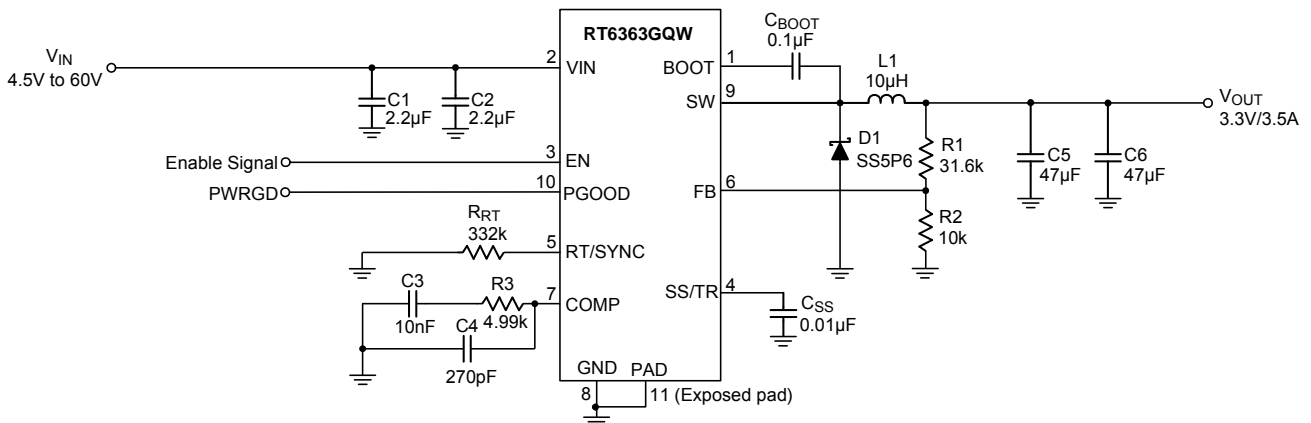 RT6363GQW
V_IN
4.5V to 60V
2
VIN
C1
2.2µF
C2
2.2µF
Enable Signal
3
EN
PWRGD
10
PGOOD
R_RT
332k
5
RT/SYNC
C3
10nF
R3
4.99k
7
COMP
C4
270pF
GND
8
PAD
11 (Exposed pad)
BOOT
1
C_BOOT
0.1µF
SW
9
L1
10µH
D1
SS5P6
R1
31.6k
FB
6
R2
10k
C5
47µF
C6
47µF
V_OUT
3.3V/3.5A
SS/TR
4
C_SS
0.01µF